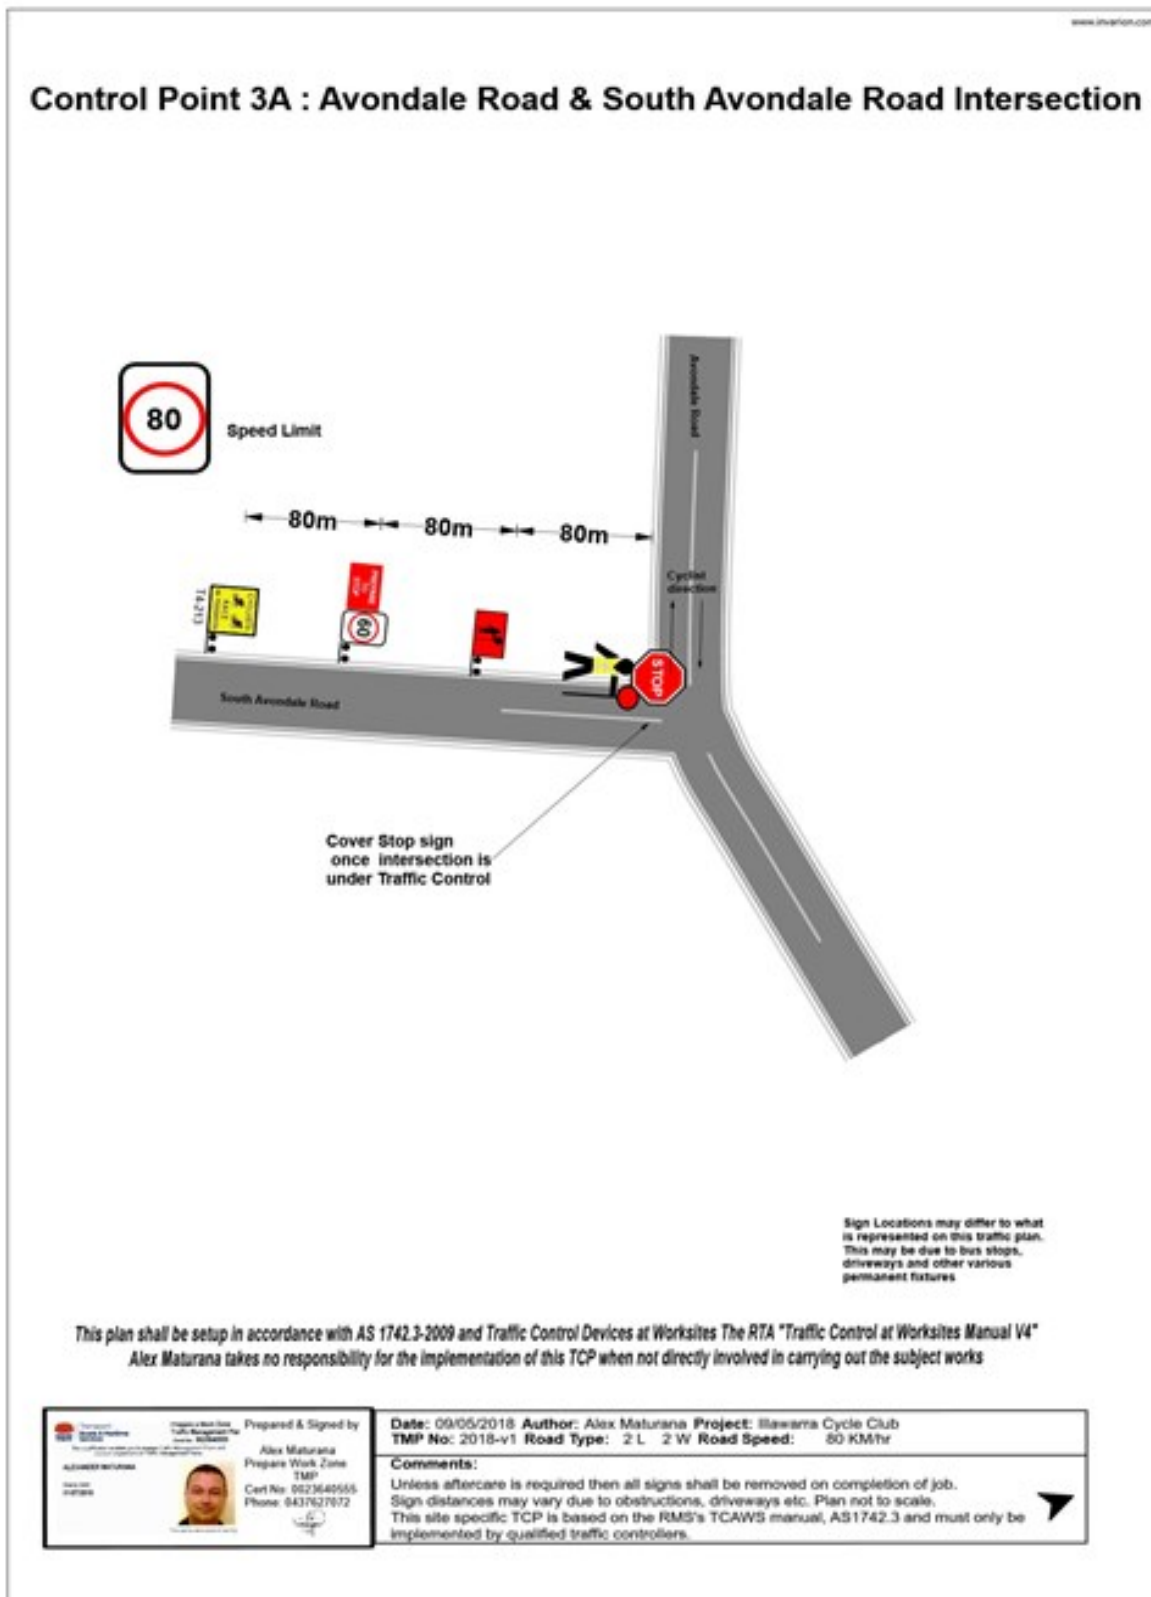 www.invarion.com
Control Point 3A : Avondale Road & South Avondale Road Intersection
80
Speed Limit
Avondale Road
80m 80m 80m
Cyclist
direction
T4-213
PREPARE
TO
STOP
60
STOP
South Avondale Road
Cover Stop sign
once intersection is
under Traffic Control
Sign Locations may differ to what
is represented on this traffic plan.
This may be due to bus stops,
driveways and other various
permanent fixtures
This plan shall be setup in accordance with AS 1742.3-2009 and Traffic Control Devices at Worksites The RTA "Traffic Control at Worksites Manual V4"
Alex Maturana takes no responsibility for the implementation of this TCP when not directly involved in carrying out the subject works
ALEXANDER MATURANA
Prepared & Signed by
Alex Maturana
Prepare Work Zone
TMP
Cert No: 0023640555
Phone: 0437627072
Date: 09/05/2018 Author: Alex Maturana Project: Illawarra Cycle Club
TMP No: 2018-v1 Road Type: 2 L 2 W Road Speed: 80 KM/hr
Comments:
Unless aftercare is required then all signs shall be removed on completion of job.
Sign distances may vary due to obstructions, driveways etc. Plan not to scale.
This site specific TCP is based on the RMS's TCAWS manual, AS1742.3 and must only be
implemented by qualified traffic controllers.